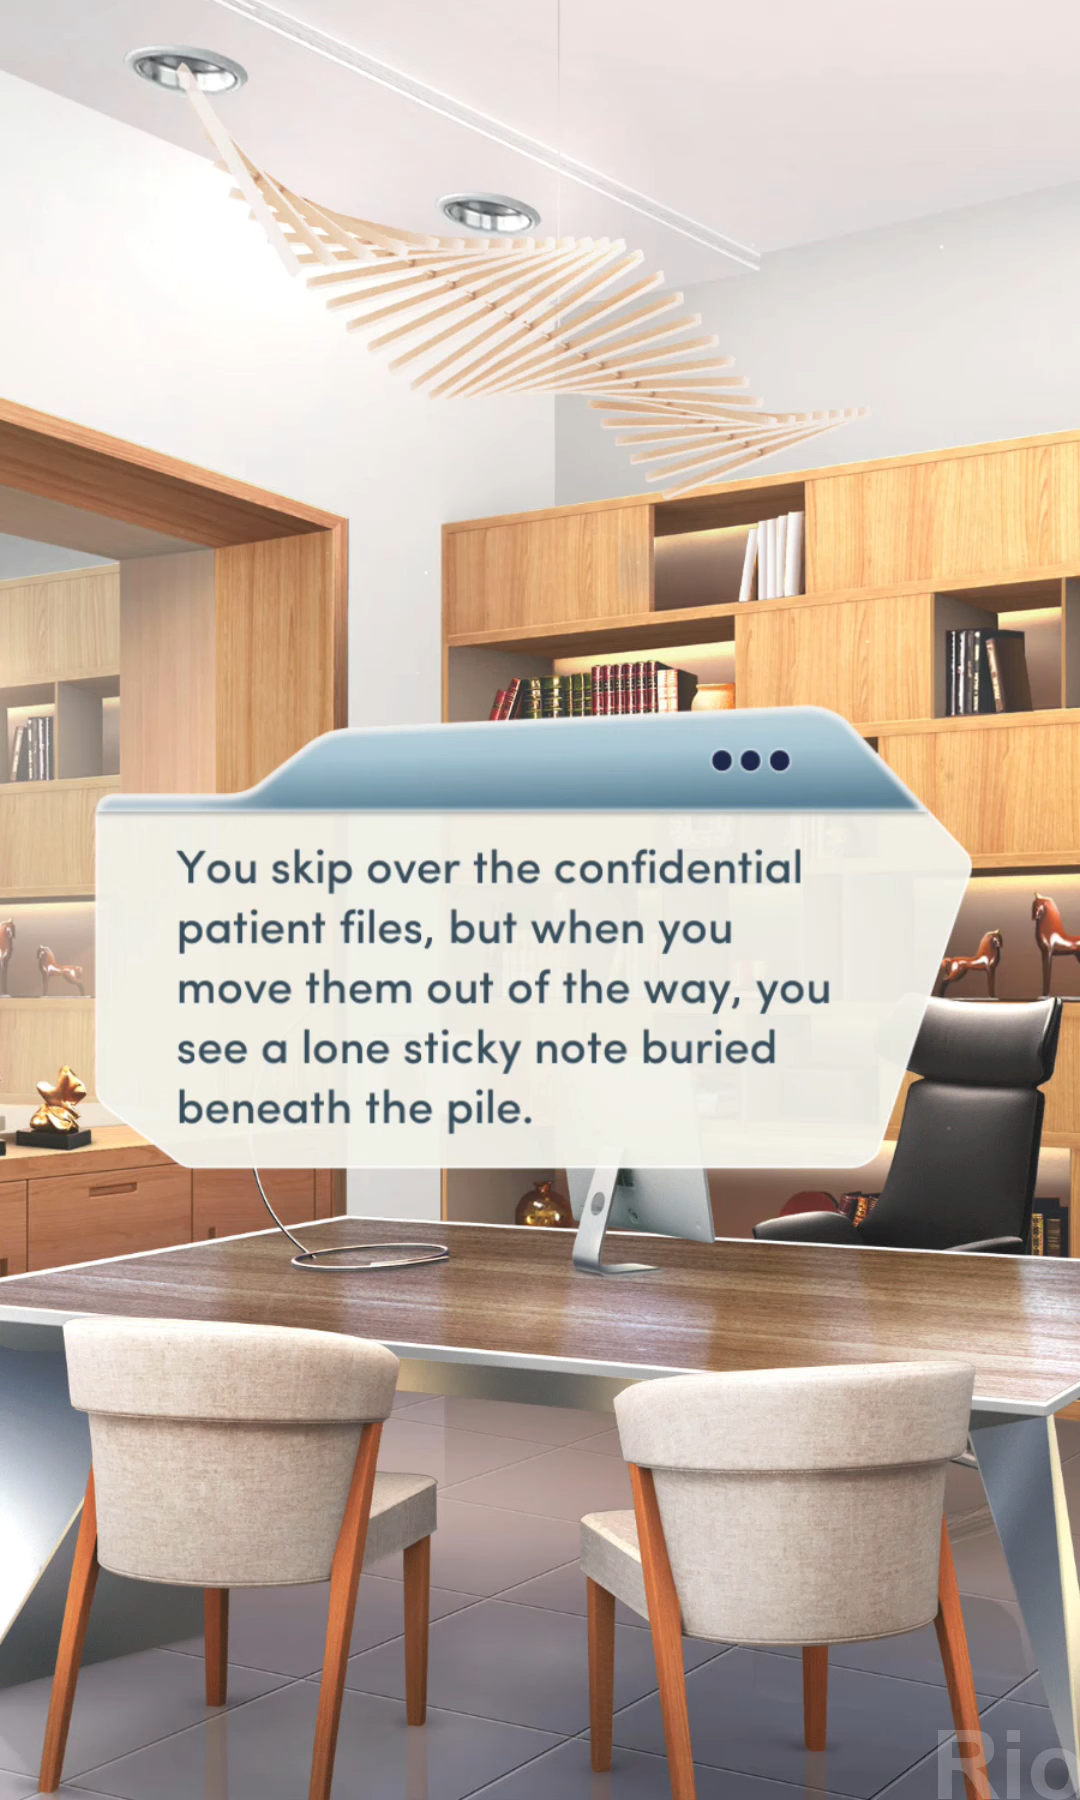 You skip over the confidential
patient files, but when you
move them out of the way, you
see a lone sticky note buried
beneath the pile.